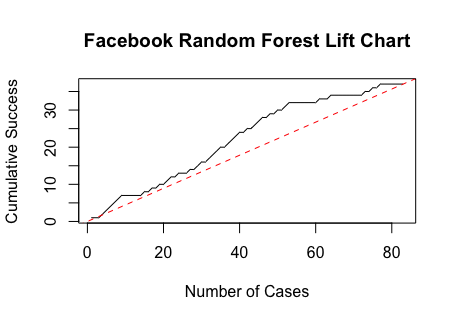 Facebook Random Forest Lift Chart
Cumulative Success
30
20
10
0
0 20 40 60 80
Number of Cases